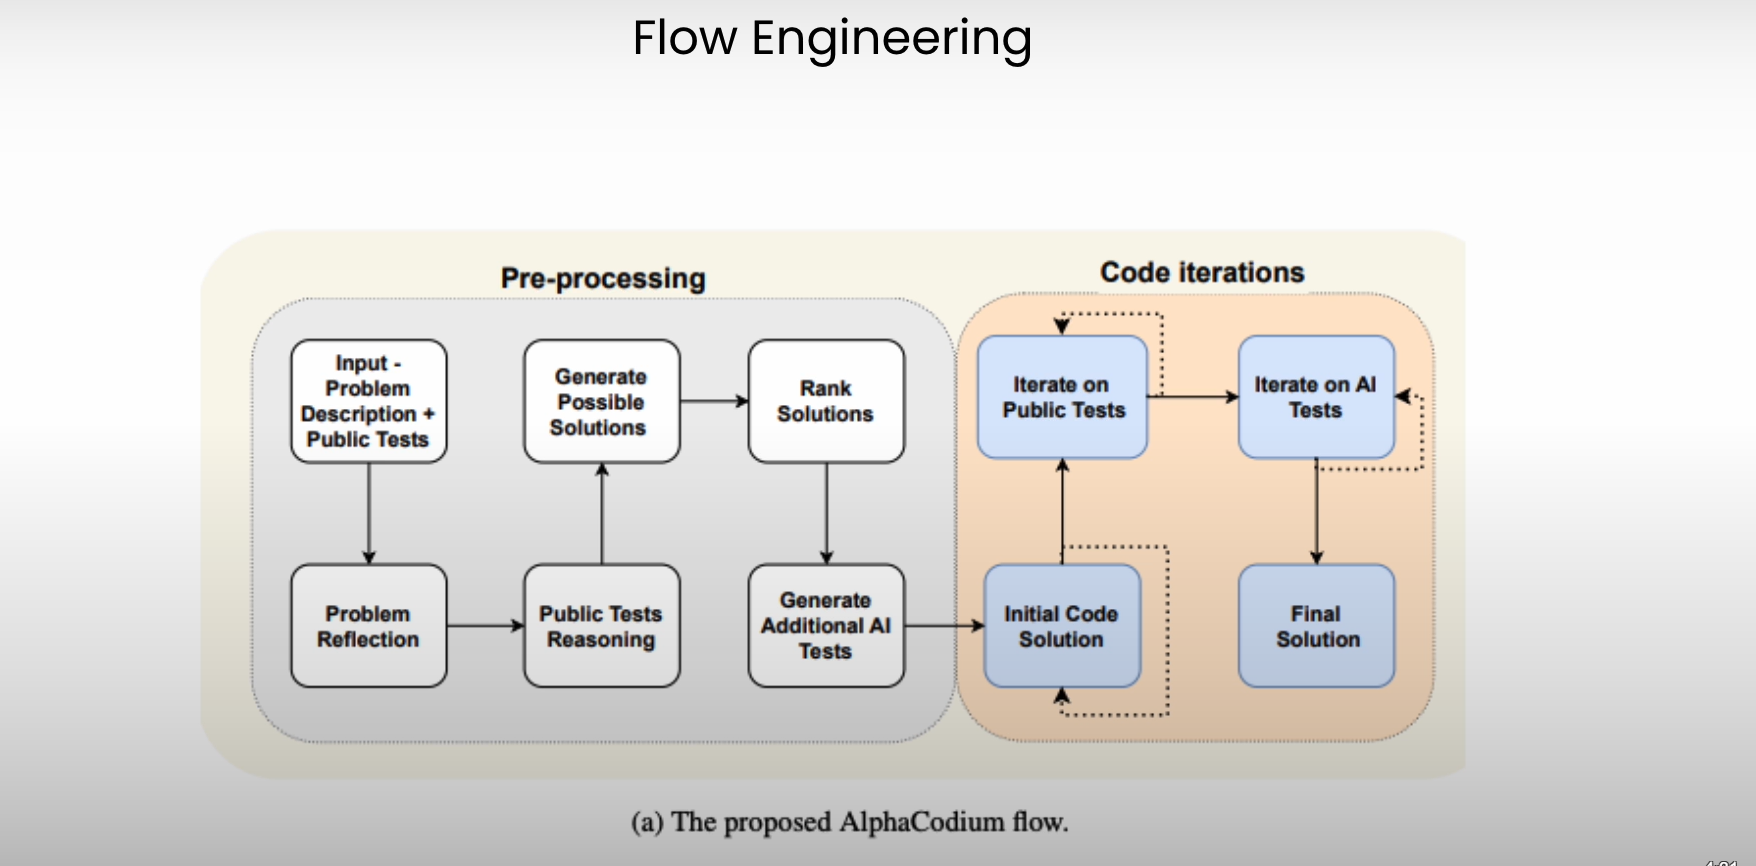 Flow Engineering
Pre-processing
Code iterations
Input -
Problem
Description +
Public Tests
Generate
Possible
Solutions
Rank
Solutions
Iterate on
Public Tests
Iterate on AI
Tests
Problem
Reflection
Public Tests
Reasoning
Generate
Additional AI
Tests
Initial Code
Solution
Final
Solution
(a) The proposed AlphaCodium flow.